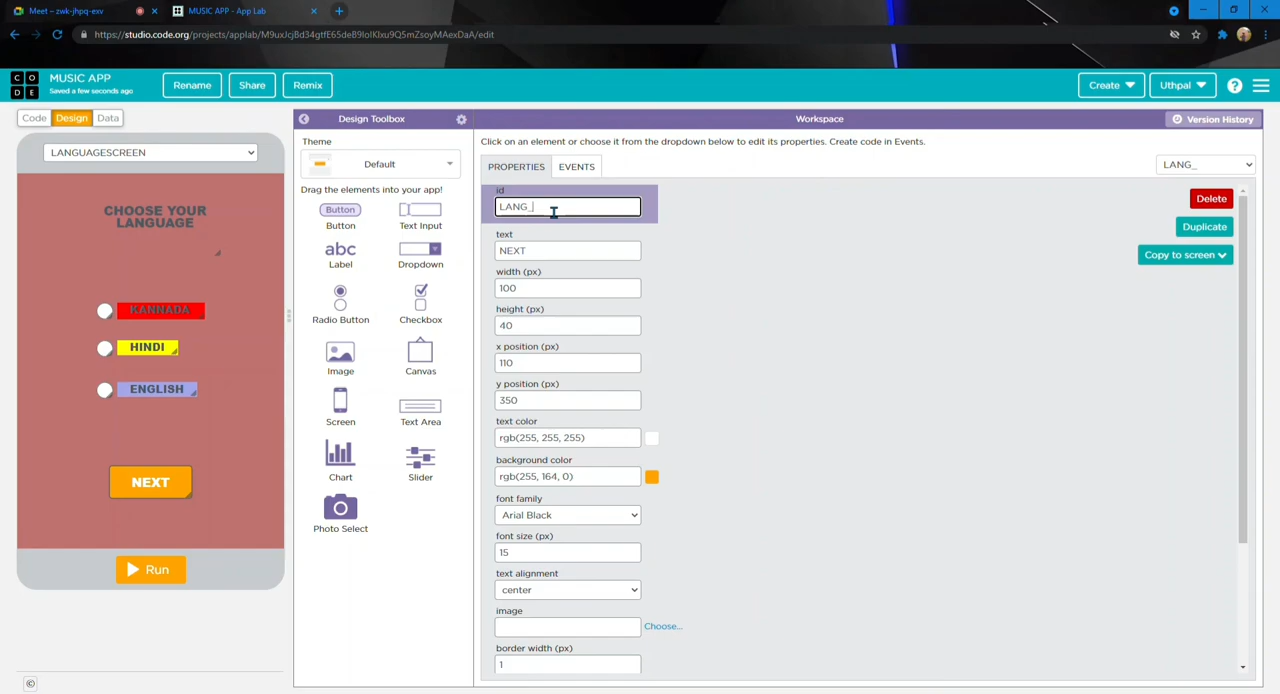 Meet – zwk-jhpq-exv
MUSIC APP - App Lab
https://studio.code.org/projects/applab/
CODE
MUSIC APP
Saved a few seconds ago
Rename
Share
Remix
Create
Uthpal
?
Code
Design
Data
Design Toolbox
Workspace
Version History
LANGUAGESCREEN
Theme
Default
Click on an element or choose it from the dropdown below to edit its properties. Create code in Events.
PROPERTIES
EVENTS
LANG_
Drag the elements into your app!
Button
Button
Text Input
abc
Label
Dropdown
Radio Button
Checkbox
Image
Canvas
Screen
Text Area
Chart
Slider
Photo Select
CHOOSE YOUR
LANGUAGE
KANNADA
HINDI
ENGLISH
NEXT
Run
id
LANG_
text
NEXT
width (px)
100
height (px)
40
x position (px)
110
y position (px)
350
text color
rgb(255, 255, 255)
background color
rgb(255, 164, 0)
font family
Arial Black
font size (px)
15
text alignment
center
image
Choose...
border width (px)
1
Delete
Duplicate
Copy to screen
©